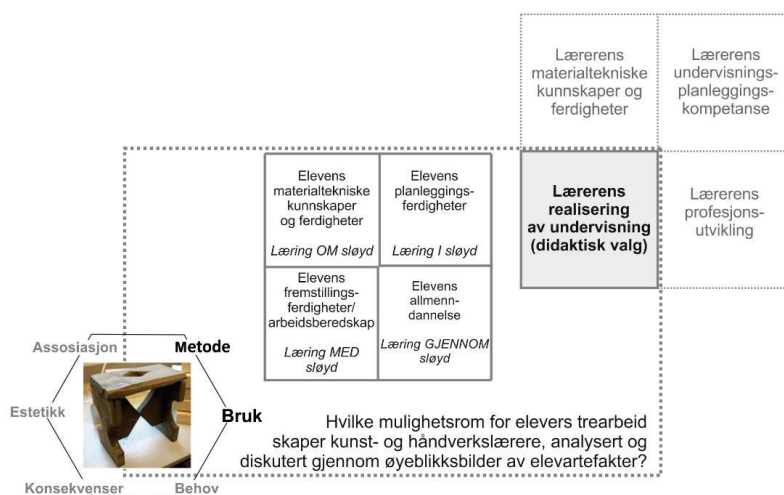 Lærerens
materialtekniske
kunnskaper og
ferdigheter
Lærerens
undervisnings-
planleggings-
kompetanse
Elevens
materialtekniske
kunnskaper
og ferdigheter
Læring OM sløyd
Elevens
planleggings-
ferdigheter
Læring I sløyd
Lærerens
realisering
av undervisning
(didaktisk valg)
Lærerens
profesjons-
utvikling
Elevens
fremstillings-
ferdigheter/
arbeidsberedskap
Læring MED
sløyd
Elevens
allmenn-
dannelse
Læring GJENNOM
sløyd
Assosiasjon
Metode
Estetikk
Bruk
Konsekvenser
Behov
Hvilke mulighetsrom for elevers trearbeid
skaper kunst- og håndverkslærere, analysert og
diskutert gjennom øyeblikksbilder av elevartefakter?